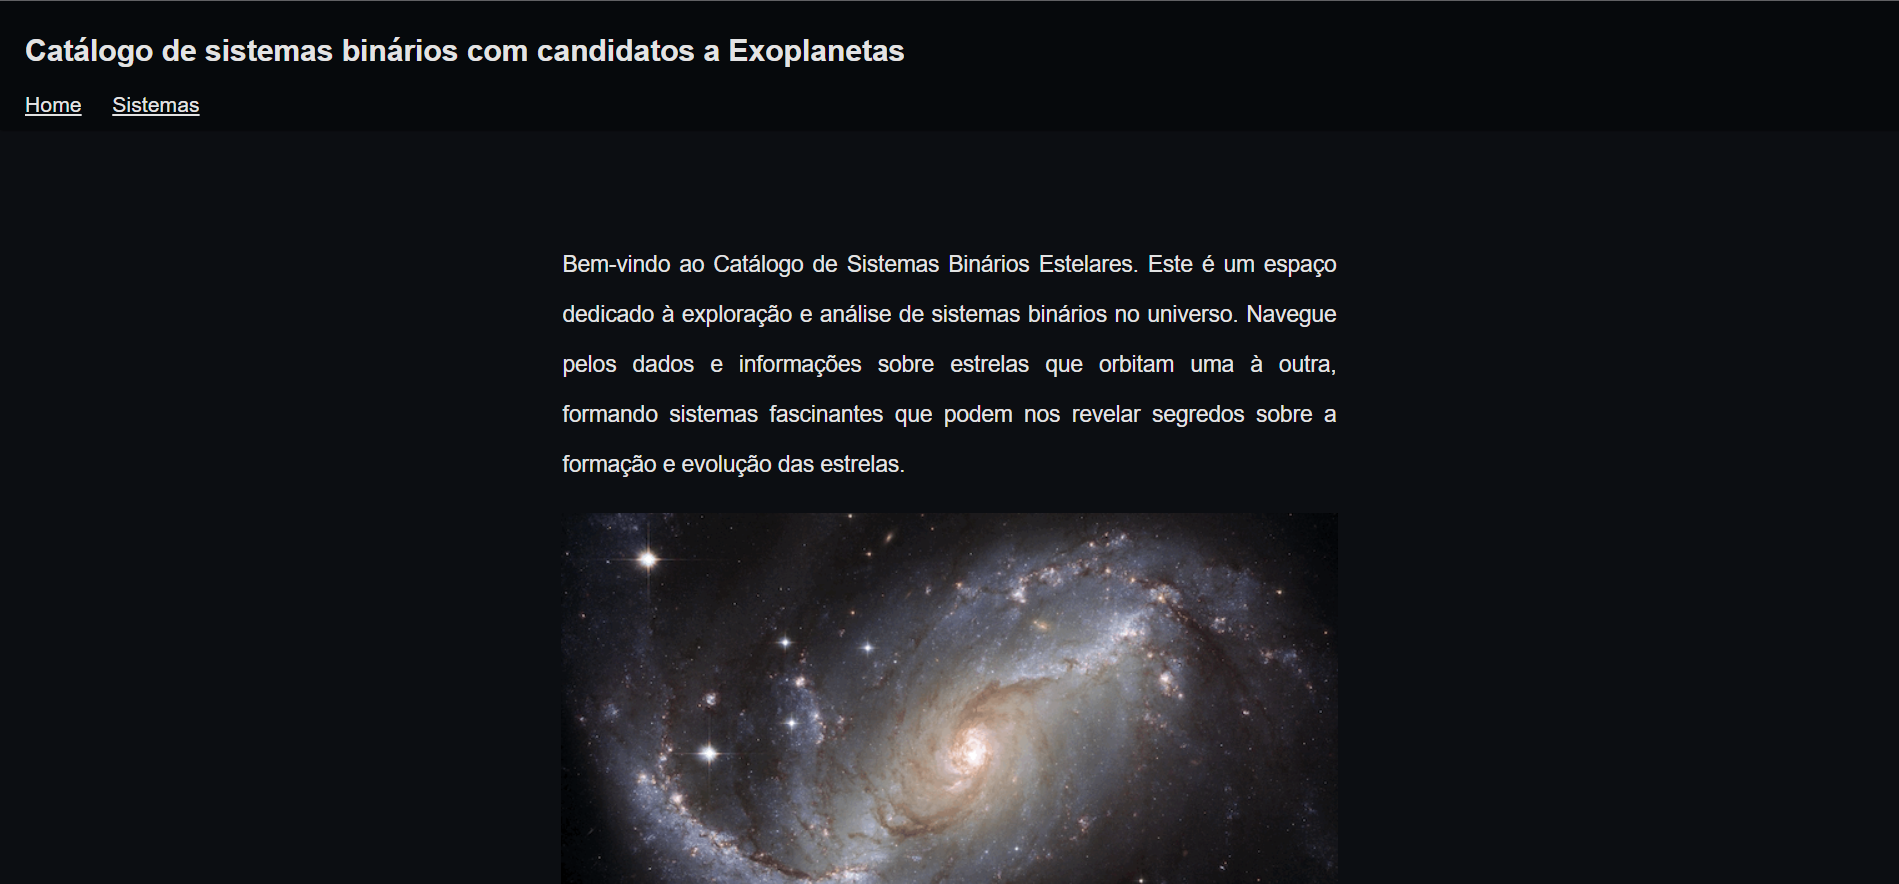 Catálogo de sistemas binários com candidatos a Exoplanetas
Home Sistemas
Bem-vindo ao Catálogo de Sistemas Binários Estelares. Este é um espaço
dedicado à exploração e análise de sistemas binários no universo. Navegue
pelos dados e informações sobre estrelas que orbitam uma à outra,
formando sistemas fascinantes que podem nos revelar segredos sobre a
formação e evolução das estrelas.